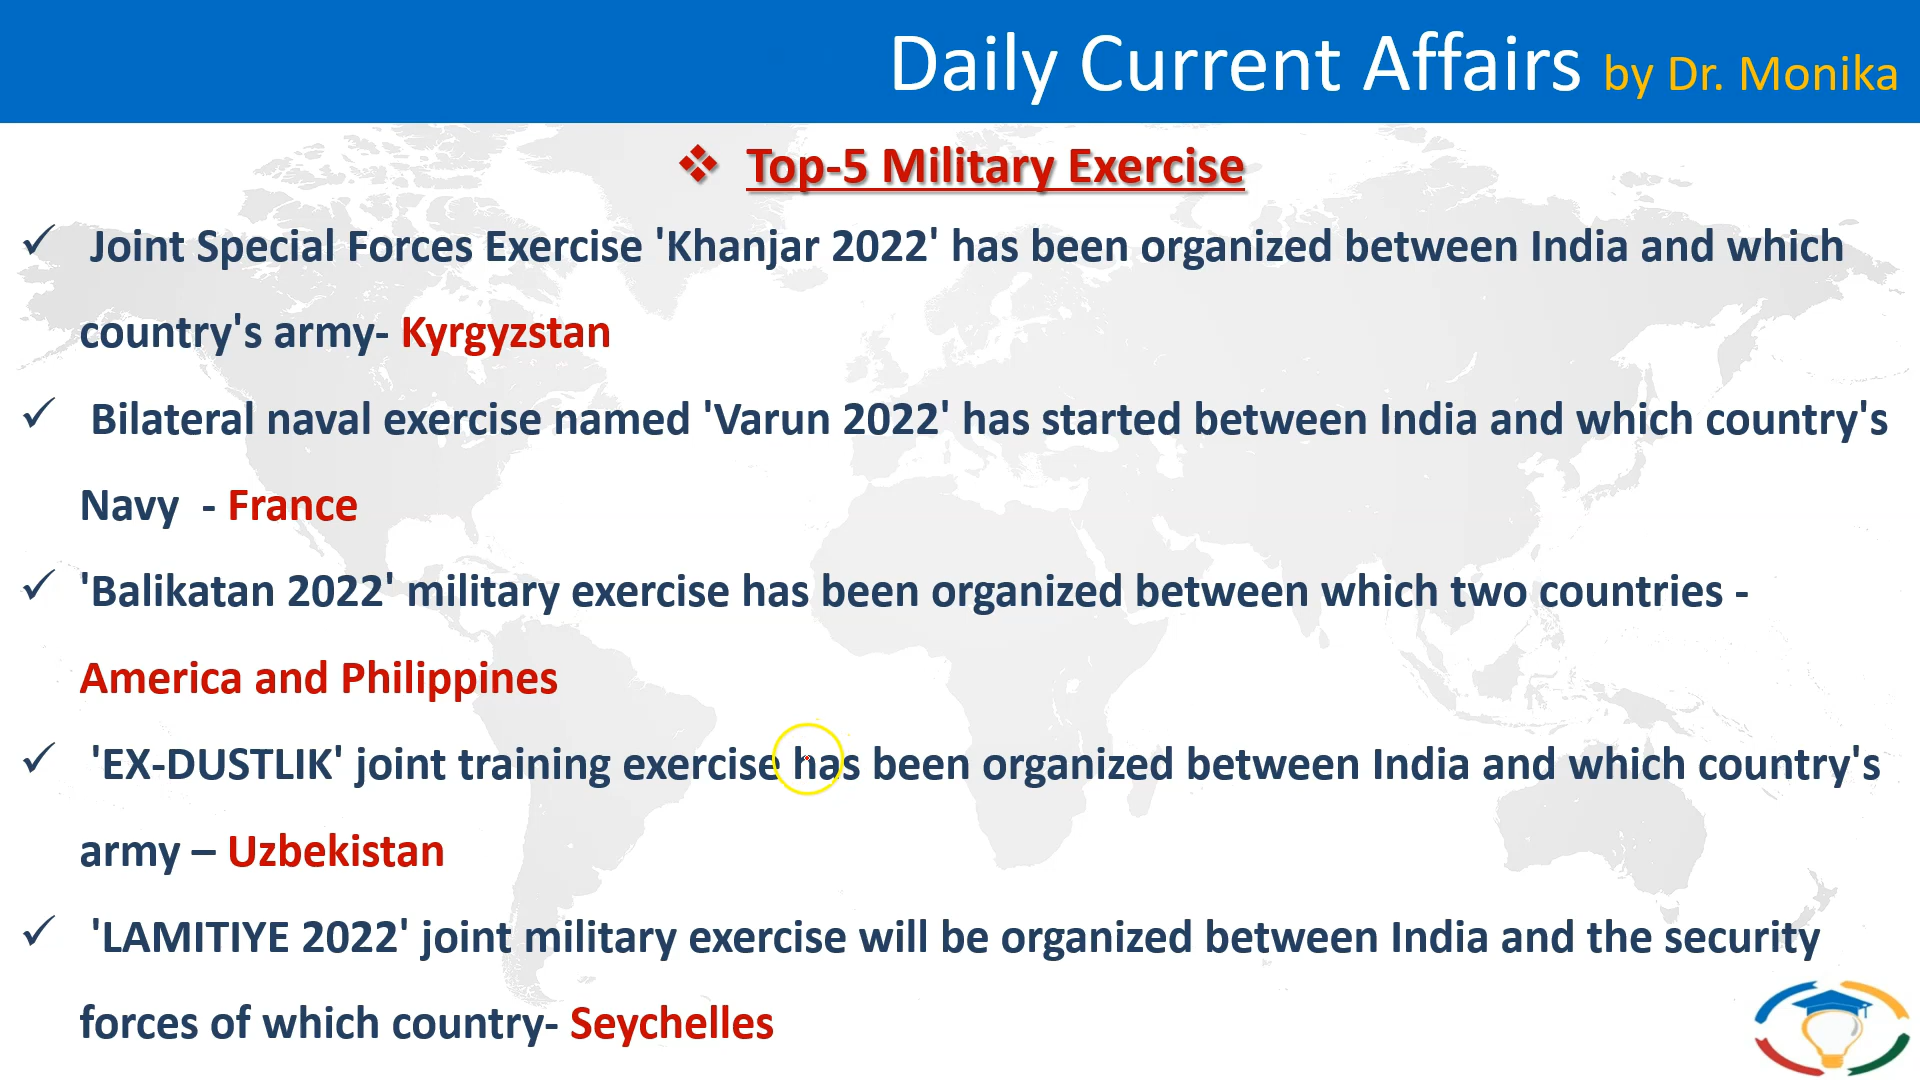 Daily Current Affairs by Dr. Monika
❖ Top-5 Military Exercise
✓ Joint Special Forces Exercise 'Khanjar 2022' has been organized between India and which
country's army- Kyrgyzstan
✓ Bilateral naval exercise named 'Varun 2022' has started between India and which country's
Navy - France
✓ 'Balikatan 2022' military exercise has been organized between which two countries -
America and Philippines
✓ 'EX-DUSTLIK' joint training exercise has been organized between India and which country's
army – Uzbekistan
✓ 'LAMITIYE 2022' joint military exercise will be organized between India and the security
forces of which country- Seychelles